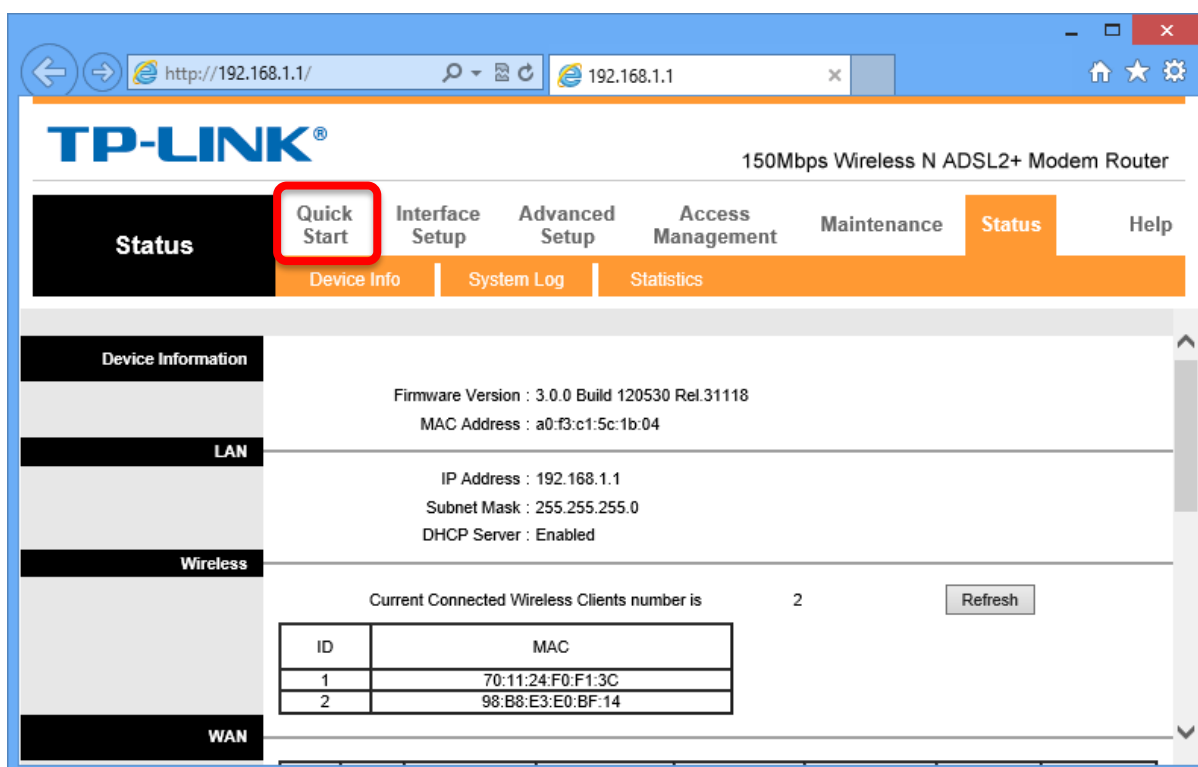 http://192.168.1.1/
192.168.1.1
TP-LINK®
150Mbps Wireless N ADSL2+ Modem Router
Status
Quick Start
Interface Setup
Advanced Setup
Access Management
Maintenance
Status
Help
Device Info
System Log
Statistics
Device Information
Firmware Version : 3.0.0 Build 120530 Rel.31118
MAC Address : a0:f3:c1:5c:1b:04
LAN
IP Address : 192.168.1.1
Subnet Mask : 255.255.255.0
DHCP Server : Enabled
Wireless
Current Connected Wireless Clients number is 2 Refresh
ID MAC
1 70:11:24:F0:F1:3C
2 98:B8:E3:E0:BF:14
WAN